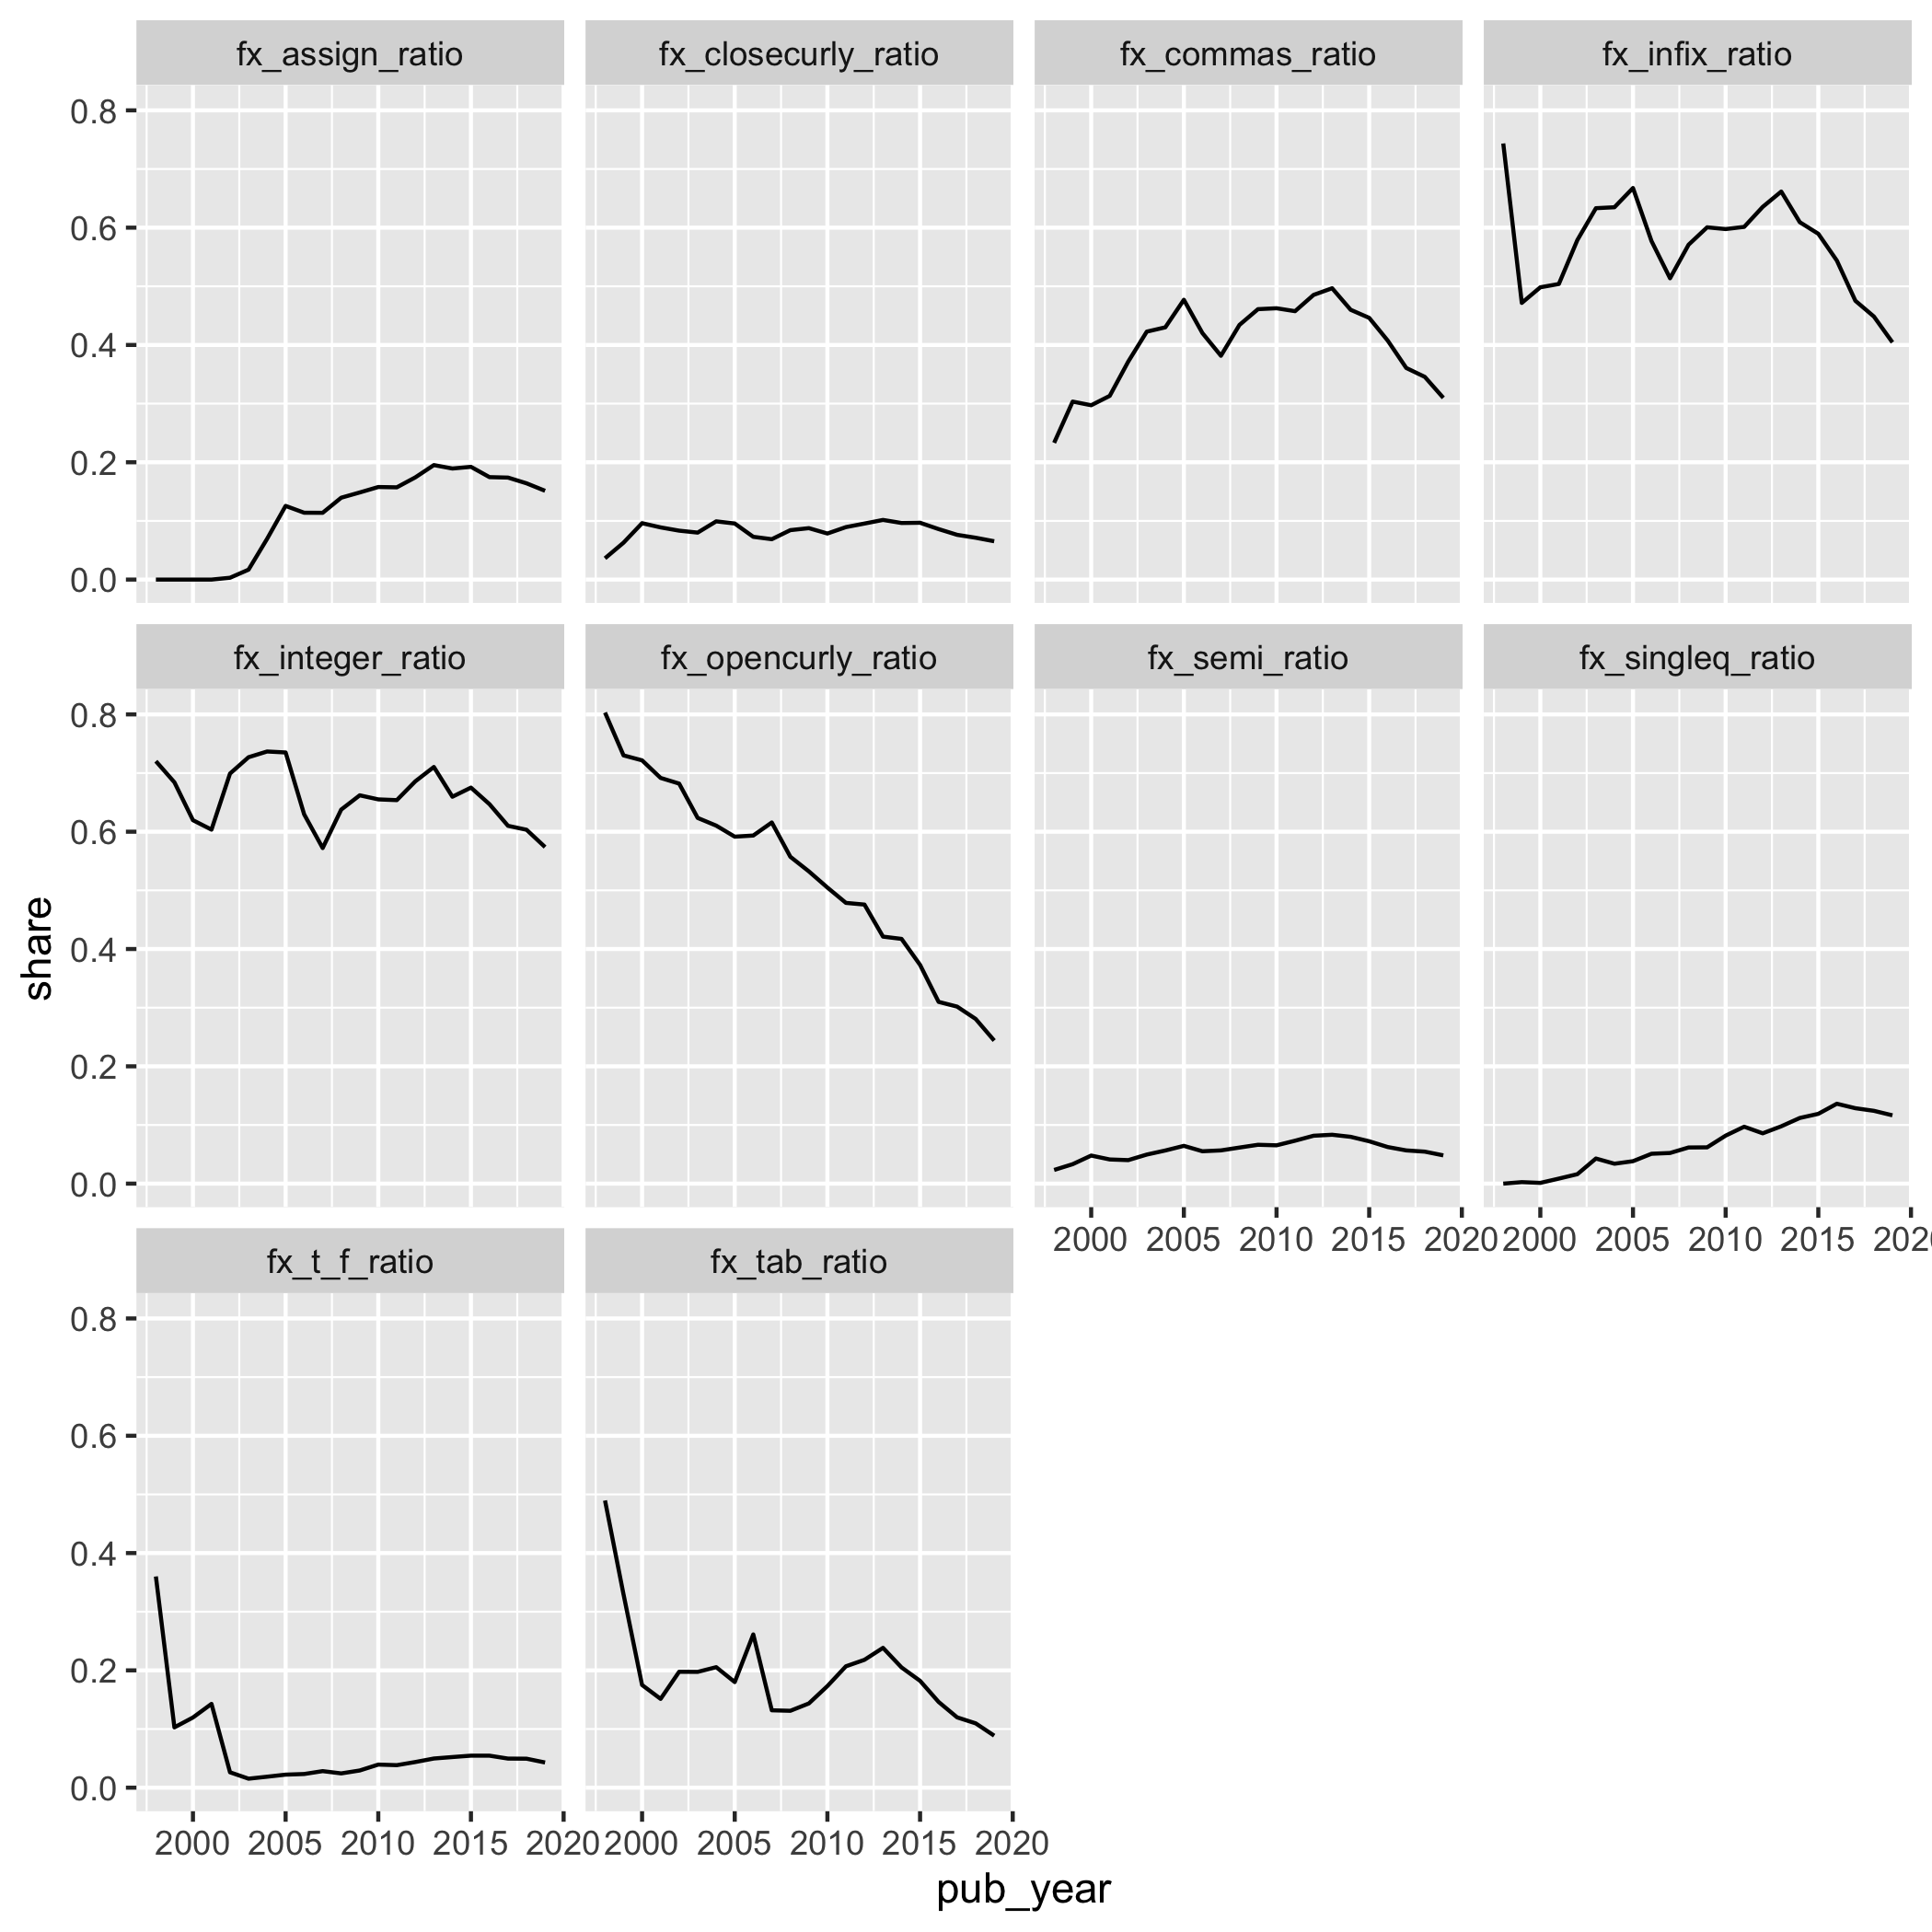 fx_assign_ratio fx_closecurly_ratio fx_commas_ratio fx_infix_ratio
0.8
0.6
0.4
0.2
0.0
fx_integer_ratio fx_opencurly_ratio fx_semi_ratio fx_singleq_ratio
0.8
0.6
0.4
0.2
0.0
2000 2005 2010 2015 2020 2000 2005 2010 2015 2020
fx_t_f_ratio fx_tab_ratio
0.8
0.6
0.4
0.2
0.0
2000 2005 2010 2015 2020 2000 2005 2010 2015 2020
share
pub_year